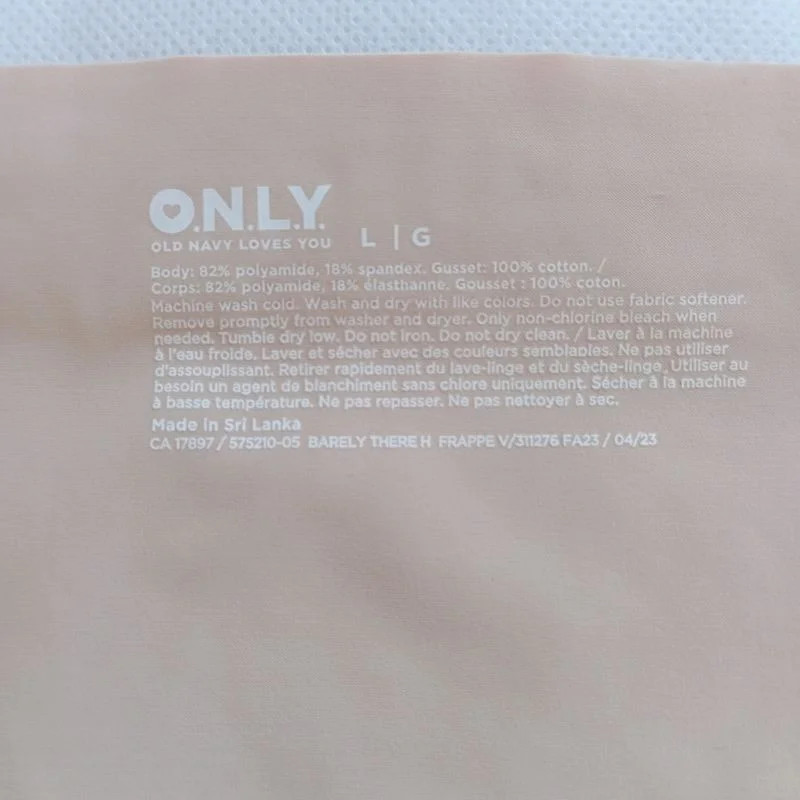 O.N.L.Y.
OLD NAVY LOVES YOU L | G
Body: 82% polyamide, 18% spandex. Gusset: 100% cotton. /
Corps: 82% polyamide, 18% élasthanne. Gousset : 100% coton.
Machine wash cold. Wash and dry with like colors. Do not use fabric softener.
Remove promptly from washer and dryer. Only non-chlorine bleach when
needed. Tumble dry low. Do not iron. Do not dry clean. / Laver à la machine
à l'eau froide. Laver et sécher avec des couleurs semblables. Ne pas utiliser
d'assouplissant. Retirer rapidement du lave-linge et du sèche-linge. Utiliser au
besoin un agent de blanchiment sans chlore uniquement. Sécher à la machine
à basse température. Ne pas repasser. Ne pas nettoyer à sec.
Made in Sri Lanka
CA 17897 / 575210-05 BARELY THERE H FRAPPE V/311276 FA23 / 04/23